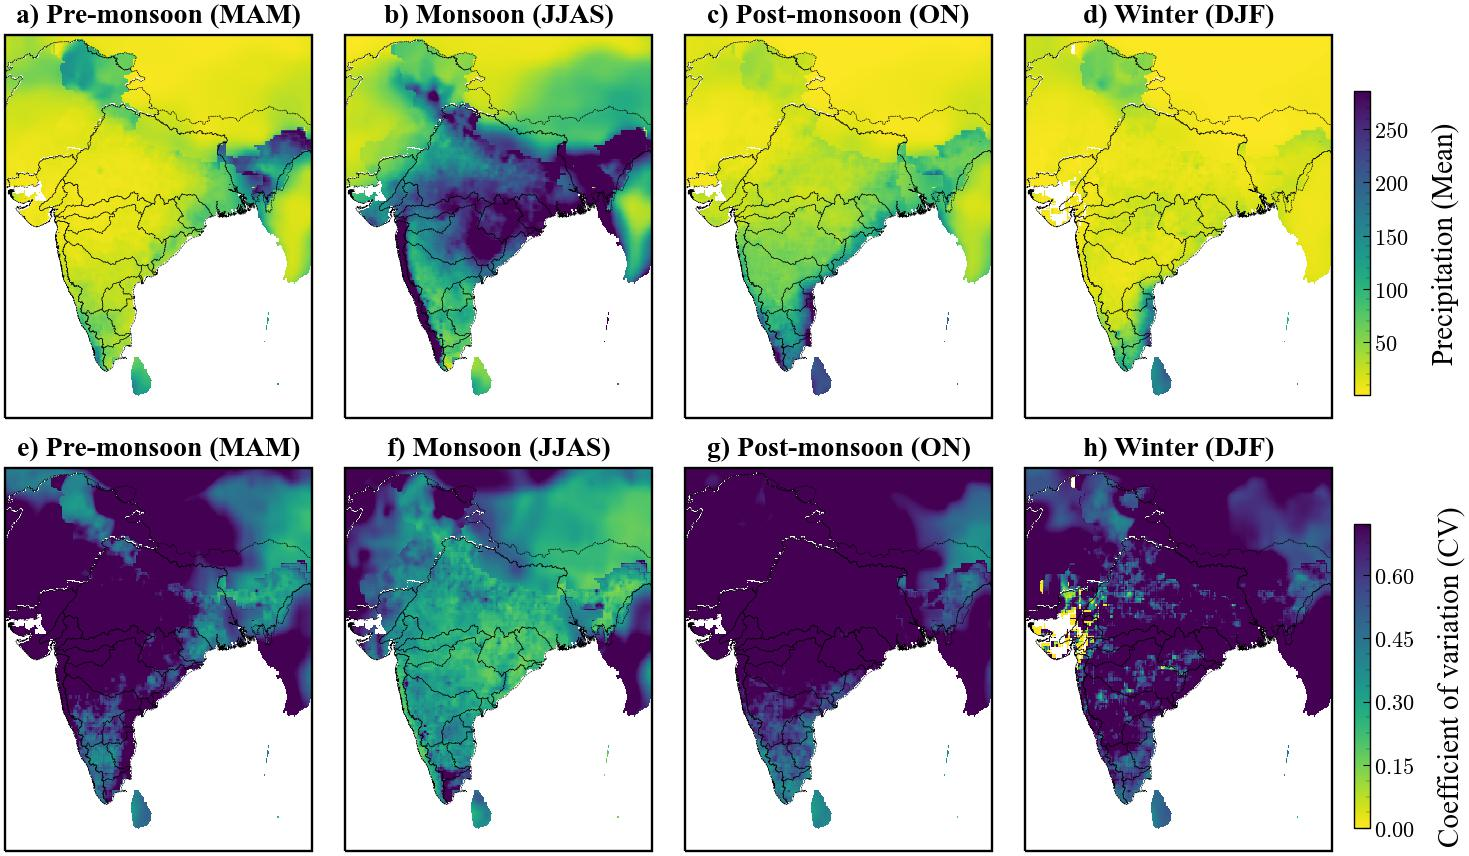 a) Pre-monsoon (MAM)
b) Monsoon (JJAS)
c) Post-monsoon (ON)
d) Winter (DJF)
250
200
150
100
50
Precipitation (Mean)
e) Pre-monsoon (MAM)
f) Monsoon (JJAS)
g) Post-monsoon (ON)
h) Winter (DJF)
0.60
0.45
0.30
0.15
0.00
Coefficient of variation (CV)